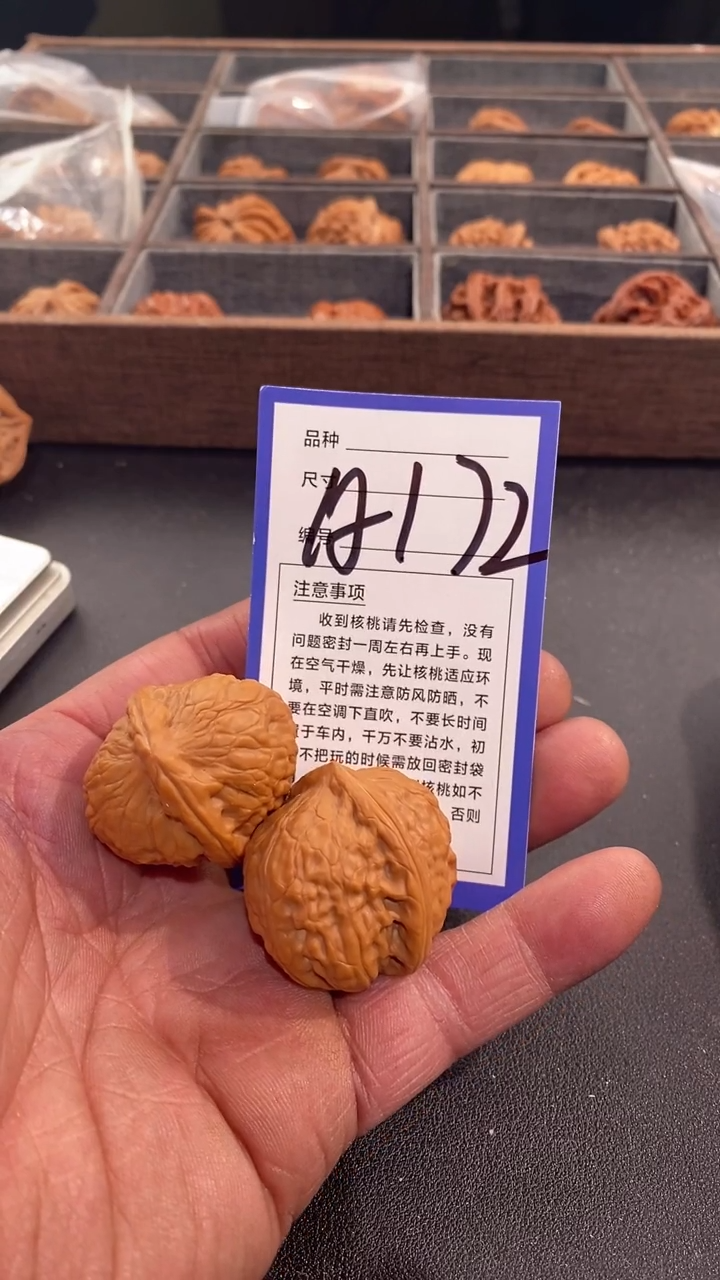 品种
尺寸
A172
编号
注意事项
收到核桃请先检查，没有
问题密封一周左右再上手。现
在空气干燥，先让核桃适应环
境，平时需注意防风防晒，不
要在空调下直吹，不要长时间
于车内，千万不要沾水，初
不把玩的时候需放回密封袋
核桃如不
否则